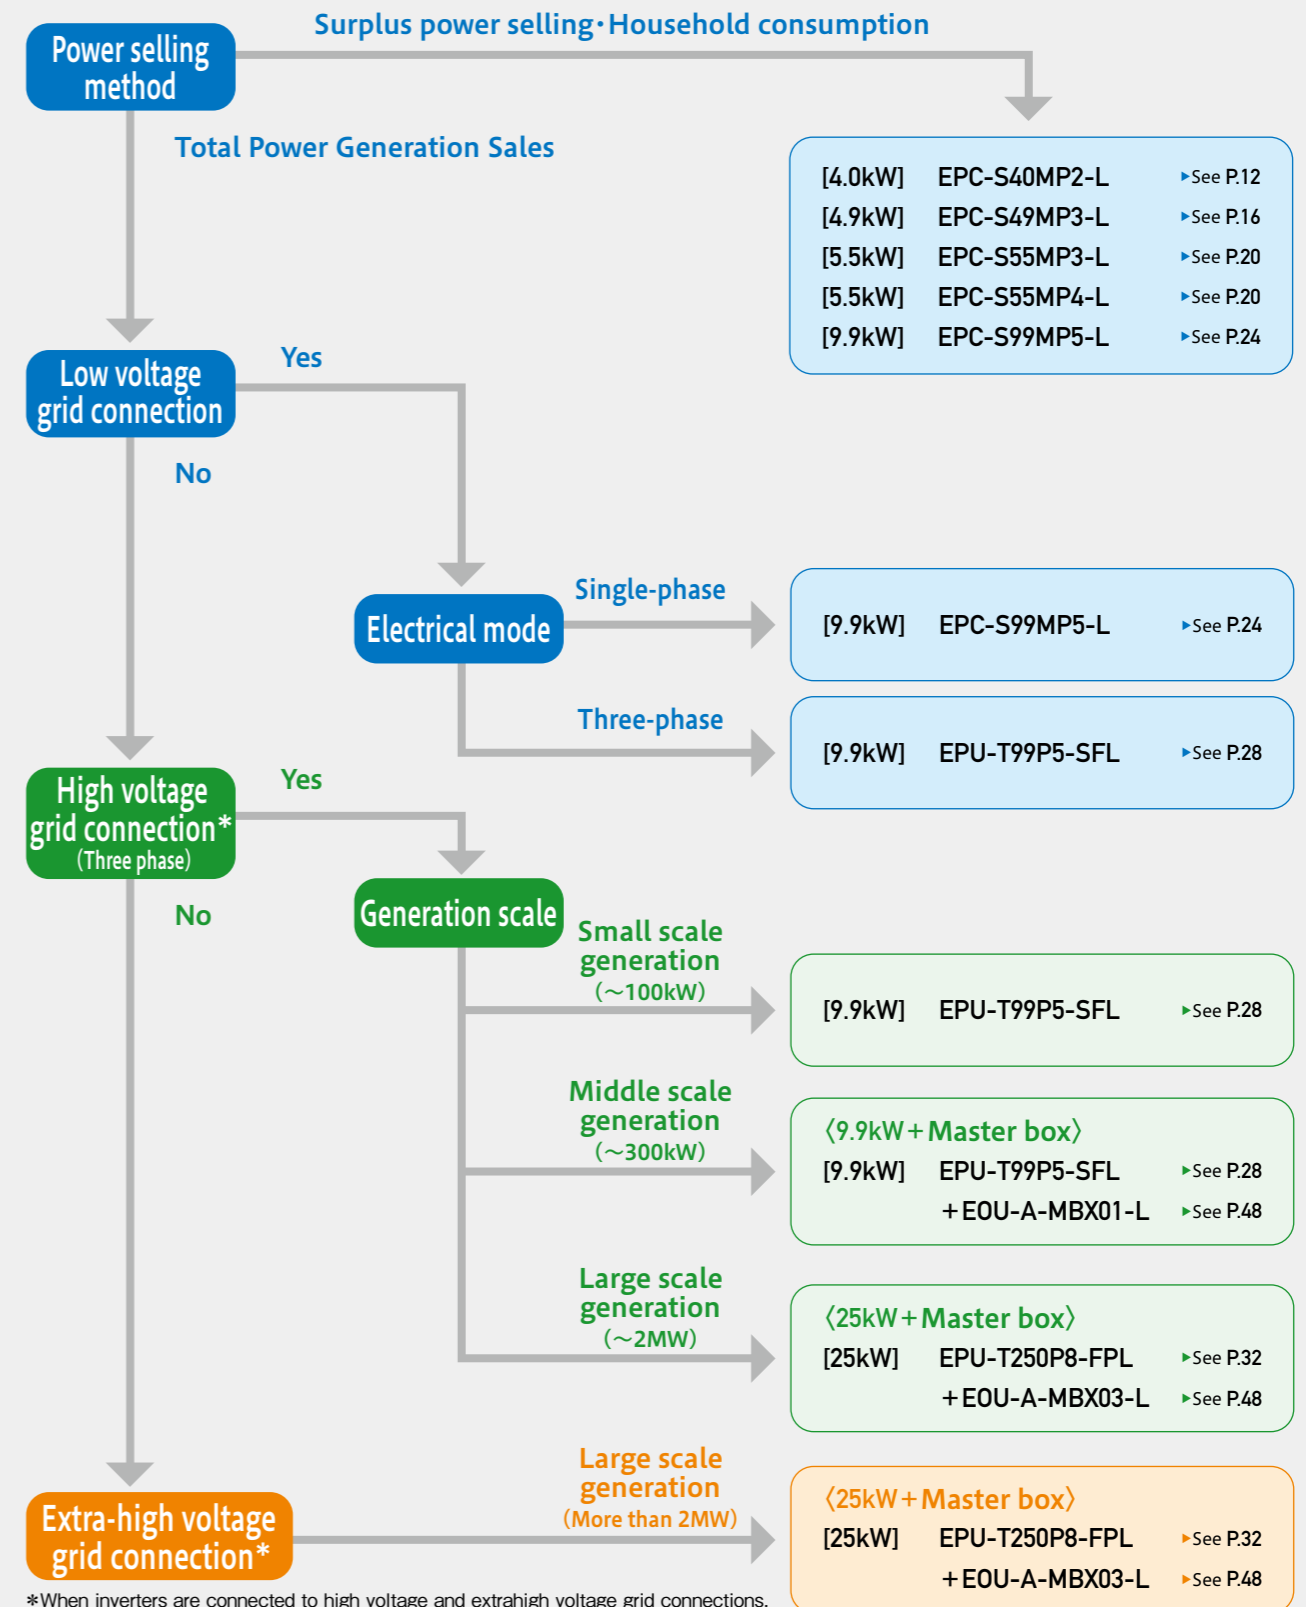 Surplus power selling・Household consumption
Power selling
method
Total Power Generation Sales
[4.0kW] EPC-S40MP2-L ▶See P.12
[4.9kW] EPC-S49MP3-L ▶See P.16
[5.5kW] EPC-S55MP3-L ▶See P.20
[5.5kW] EPC-S55MP4-L ▶See P.20
[9.9kW] EPC-S99MP5-L ▶See P.24
Low voltage
grid connection
Yes
No
Electrical mode
Single-phase
[9.9kW] EPC-S99MP5-L ▶See P.24
Three-phase
[9.9kW] EPU-T99P5-SFL ▶See P.28
High voltage
grid connection*
(Three phase)
Yes
No
Generation scale
Small scale
generation
(～100kW)
[9.9kW] EPU-T99P5-SFL ▶See P.28
Middle scale
generation
(～300kW)
〈9.9kW+Master box〉
[9.9kW] EPU-T99P5-SFL ▶See P.28
+EOU-A-MBX01-L ▶See P.48
Large scale
generation
(～2MW)
〈25kW+Master box〉
[25kW] EPU-T250P8-FPL ▶See P.32
+EOU-A-MBX03-L ▶See P.48
Extra-high voltage
grid connection*
Large scale
generation
(More than 2MW)
〈25kW+Master box〉
[25kW] EPU-T250P8-FPL ▶See P.32
+EOU-A-MBX03-L ▶See P.48
*When inverters are connected to high voltage and extrahigh voltage grid connections,